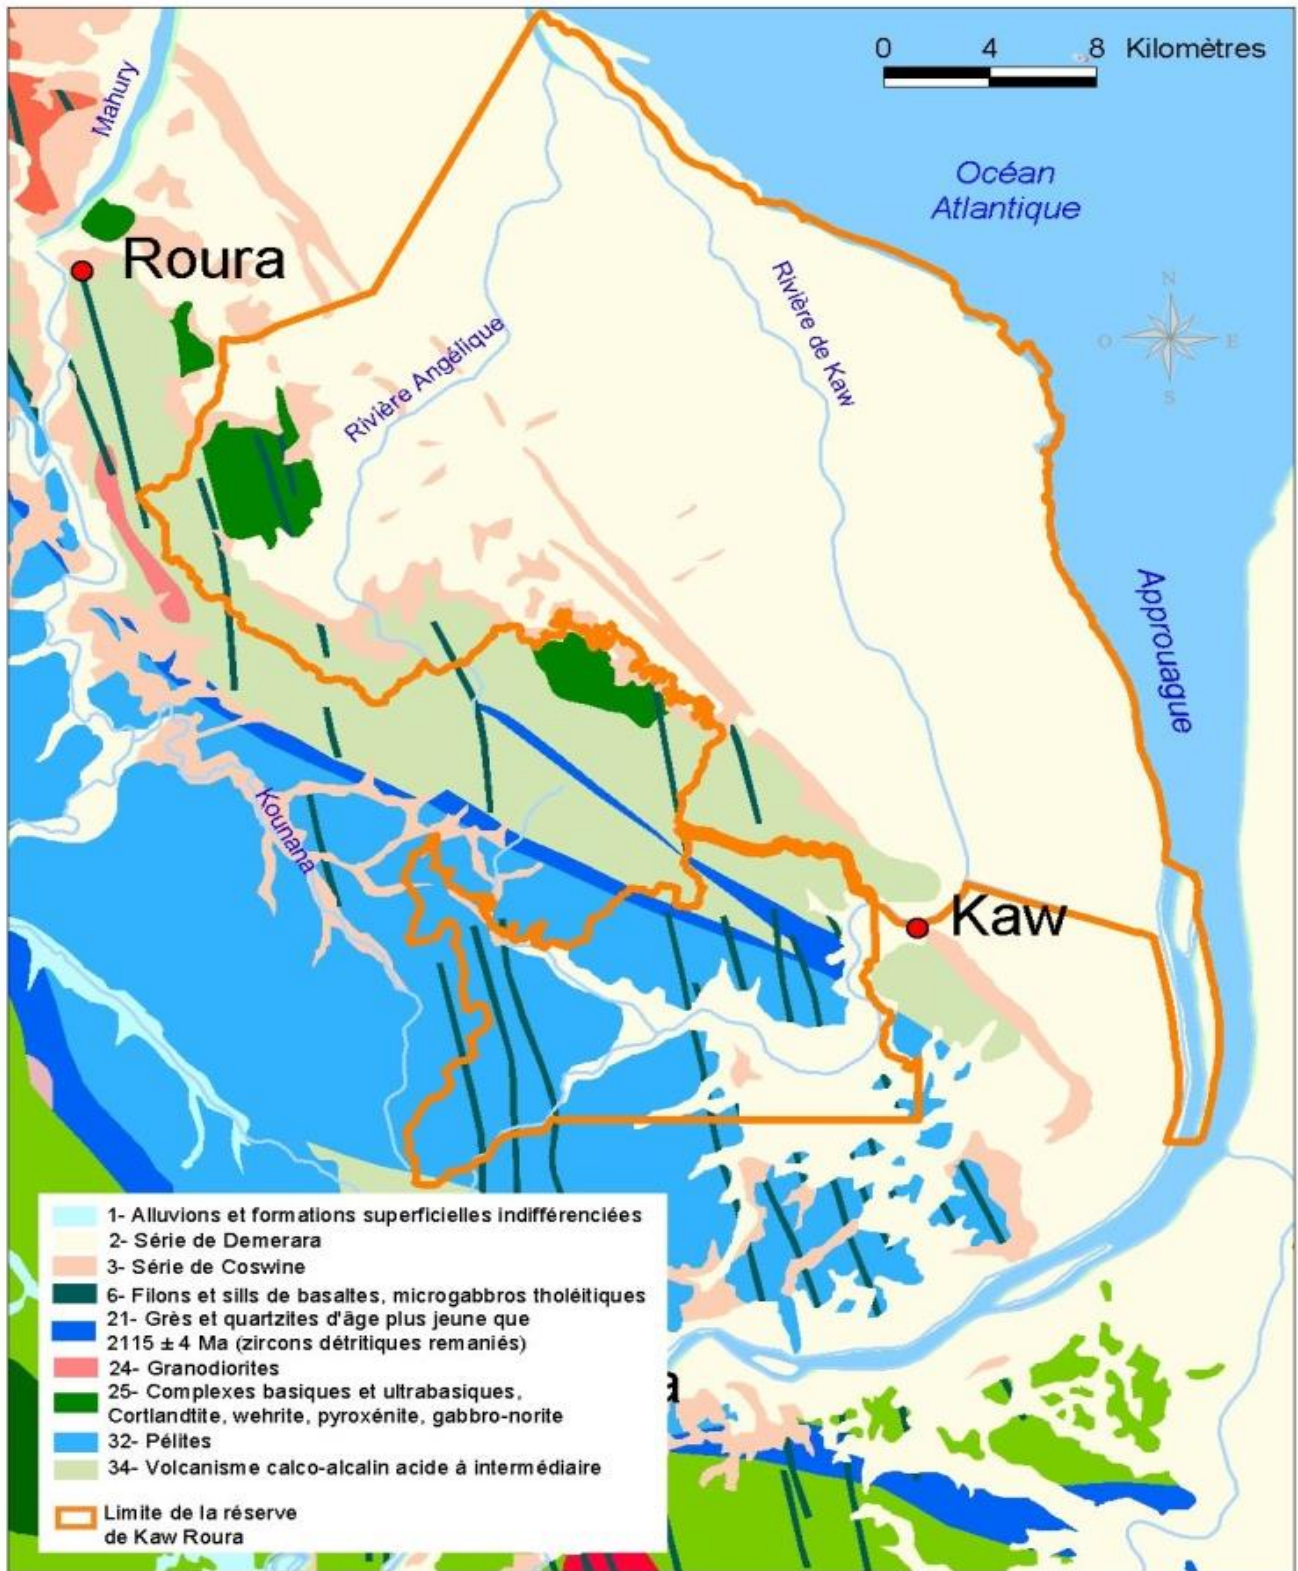 0 4 8 Kilomètres
Mahury
Océan
Atlantique
Roura
N
O E
S
Rivière Angélique
Rivière de Kaw
Approuague
Kounana
Kaw
1- Alluvions et formations superficielles indifférenciées
2- Série de Demerara
3- Série de Coswine
6- Filons et sills de basaltes, microgabbros tholéitiques
21- Grès et quartzites d'âge plus jeune que
2115 ± 4 Ma (zircons détritiques remaniés)
24- Granodiorites
25- Complexes basiques et ultrabasiques,
Cortlandtite, wehrite, pyroxénite, gabbro-norite
32- Pélites
34- Volcanisme calco-alcalin acide à intermédiaire
Limite de la réserve
de Kaw Roura
a